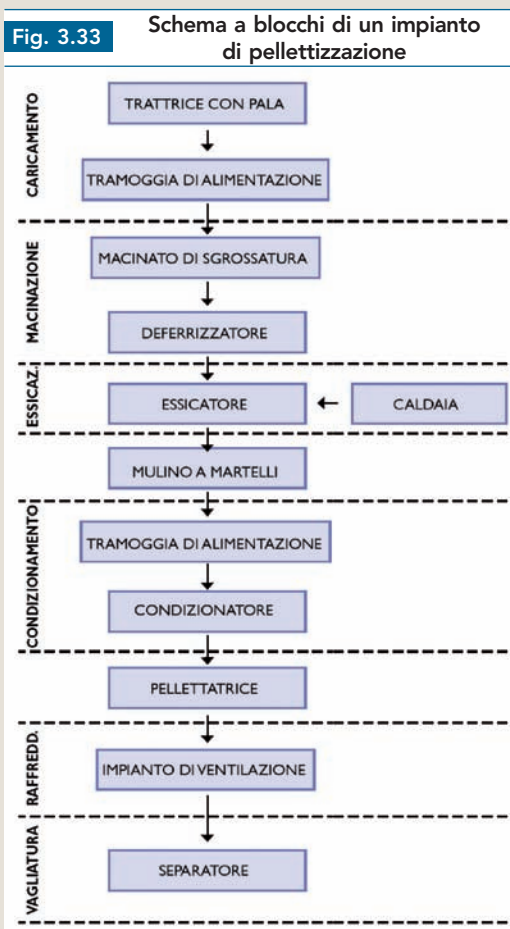 Fig. 3.33
Schema a blocchi di un impianto
di pellettizzazione
CARICAMENTO
TRATTRICE CON PALA
TRAMOGGIA DI ALIMENTAZIONE
MACINAZIONE
MACINATO DI SGROSSATURA
DEFERRIZZATORE
ESSICAZ.
ESSICATORE
CALDAIA
MULINO A MARTELLI
CONDIZIONAMENTO
TRAMOGGIA DI ALIMENTAZIONE
CONDIZIONATORE
PELLETTATRICE
RAFFREDD.
IMPIANTO DI VENTILAZIONE
VAGLIATURA
SEPARATORE